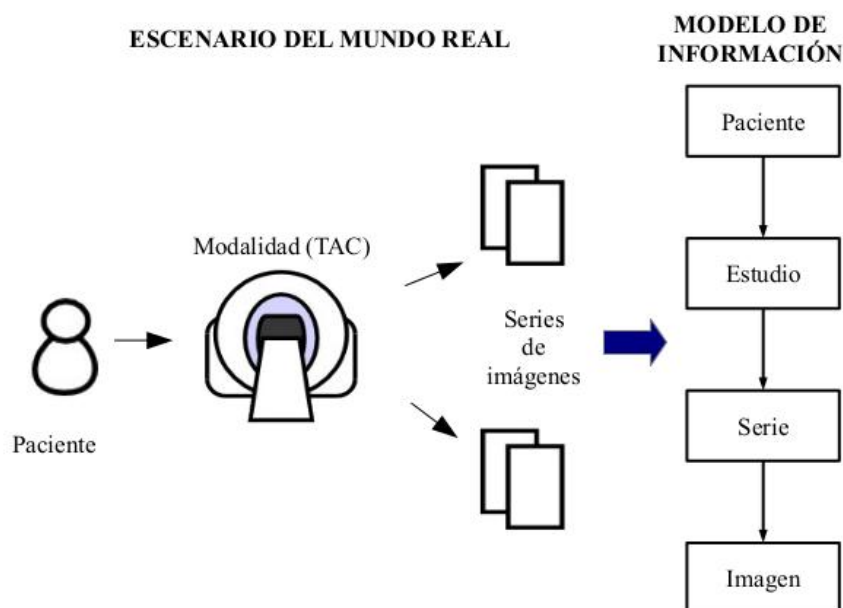 ESCENARIO DEL MUNDO REAL
MODELO DE
INFORMACIÓN
Paciente
Modalidad (TAC)
Series
de
imágenes
Paciente
Estudio
Serie
Imagen